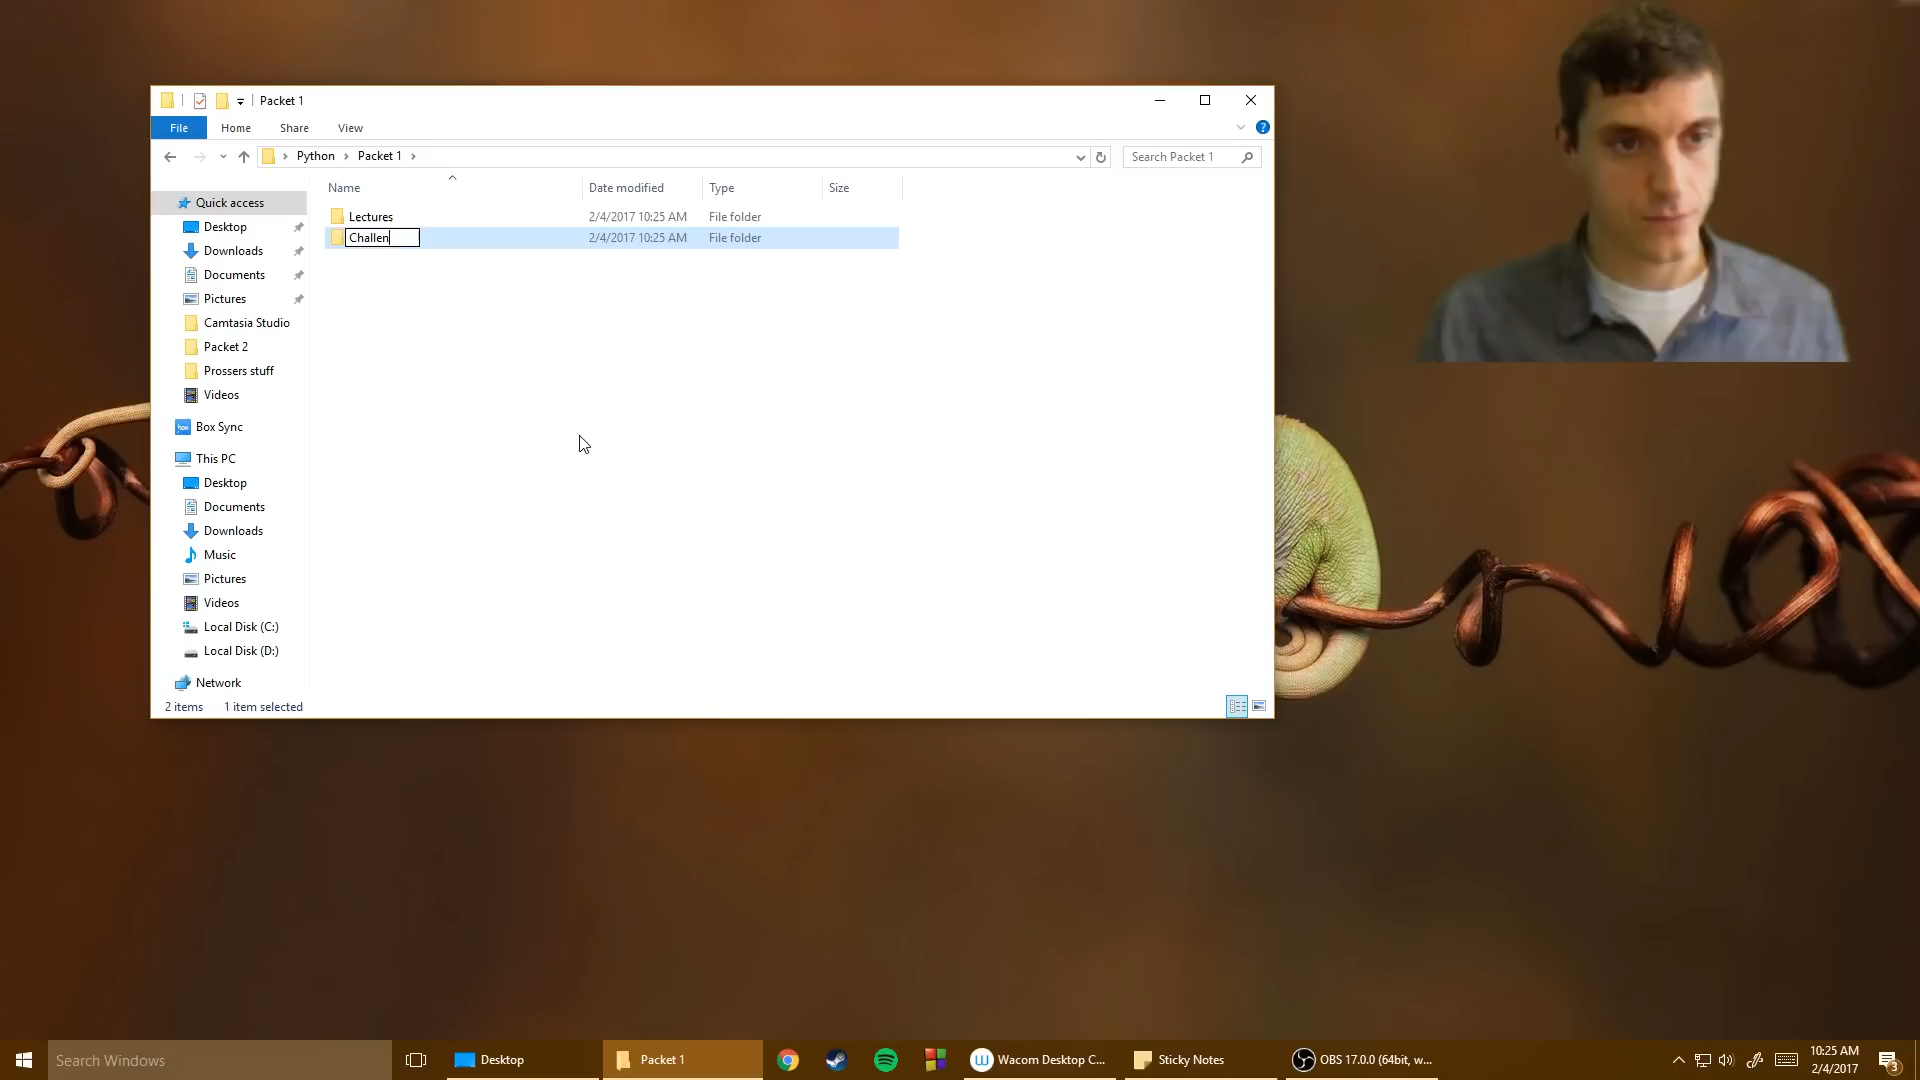 Packet 1
File Home Share View
Python Packet 1 Search Packet 1
Name Date modified Type Size
Lectures 2/4/2017 10:25 AM File folder
Challen 2/4/2017 10:25 AM File folder
Quick access
Desktop
Downloads
Documents
Pictures
Camtasia Studio
Packet 2
Prossers stuff
Videos
box Box Sync
This PC
Desktop
Documents
Downloads
Music
Pictures
Videos
Local Disk (C:)
Local Disk (D:)
Network
2 items 1 item selected
Search Windows Desktop Packet 1 Wacom Desktop C... Sticky Notes OBS 17.0.0 (64bit, w... 10:25 AM
2/4/2017 3